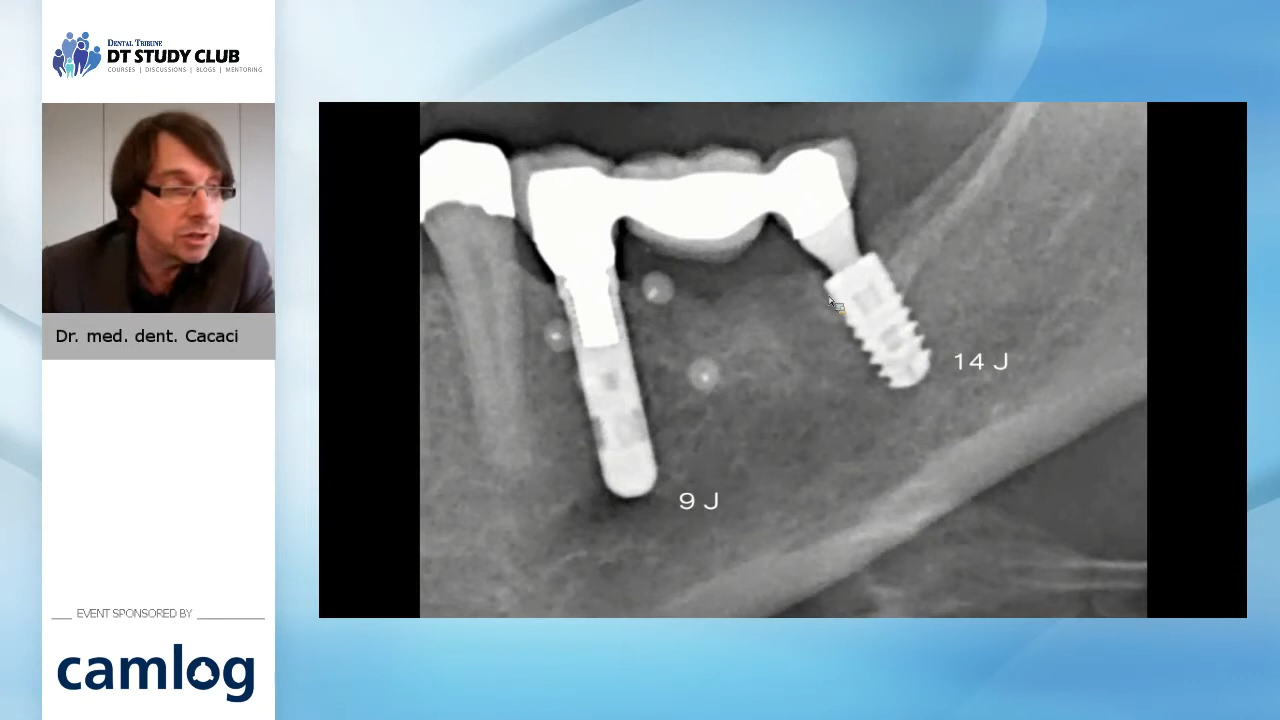 DENTAL TRIBUNE
DT STUDY CLUB
COURSES | DISCUSSIONS | BLOGS | MENTORING
Dr. med. dent. Cacaci
EVENT SPONSORED BY
camlog
14 J
9 J